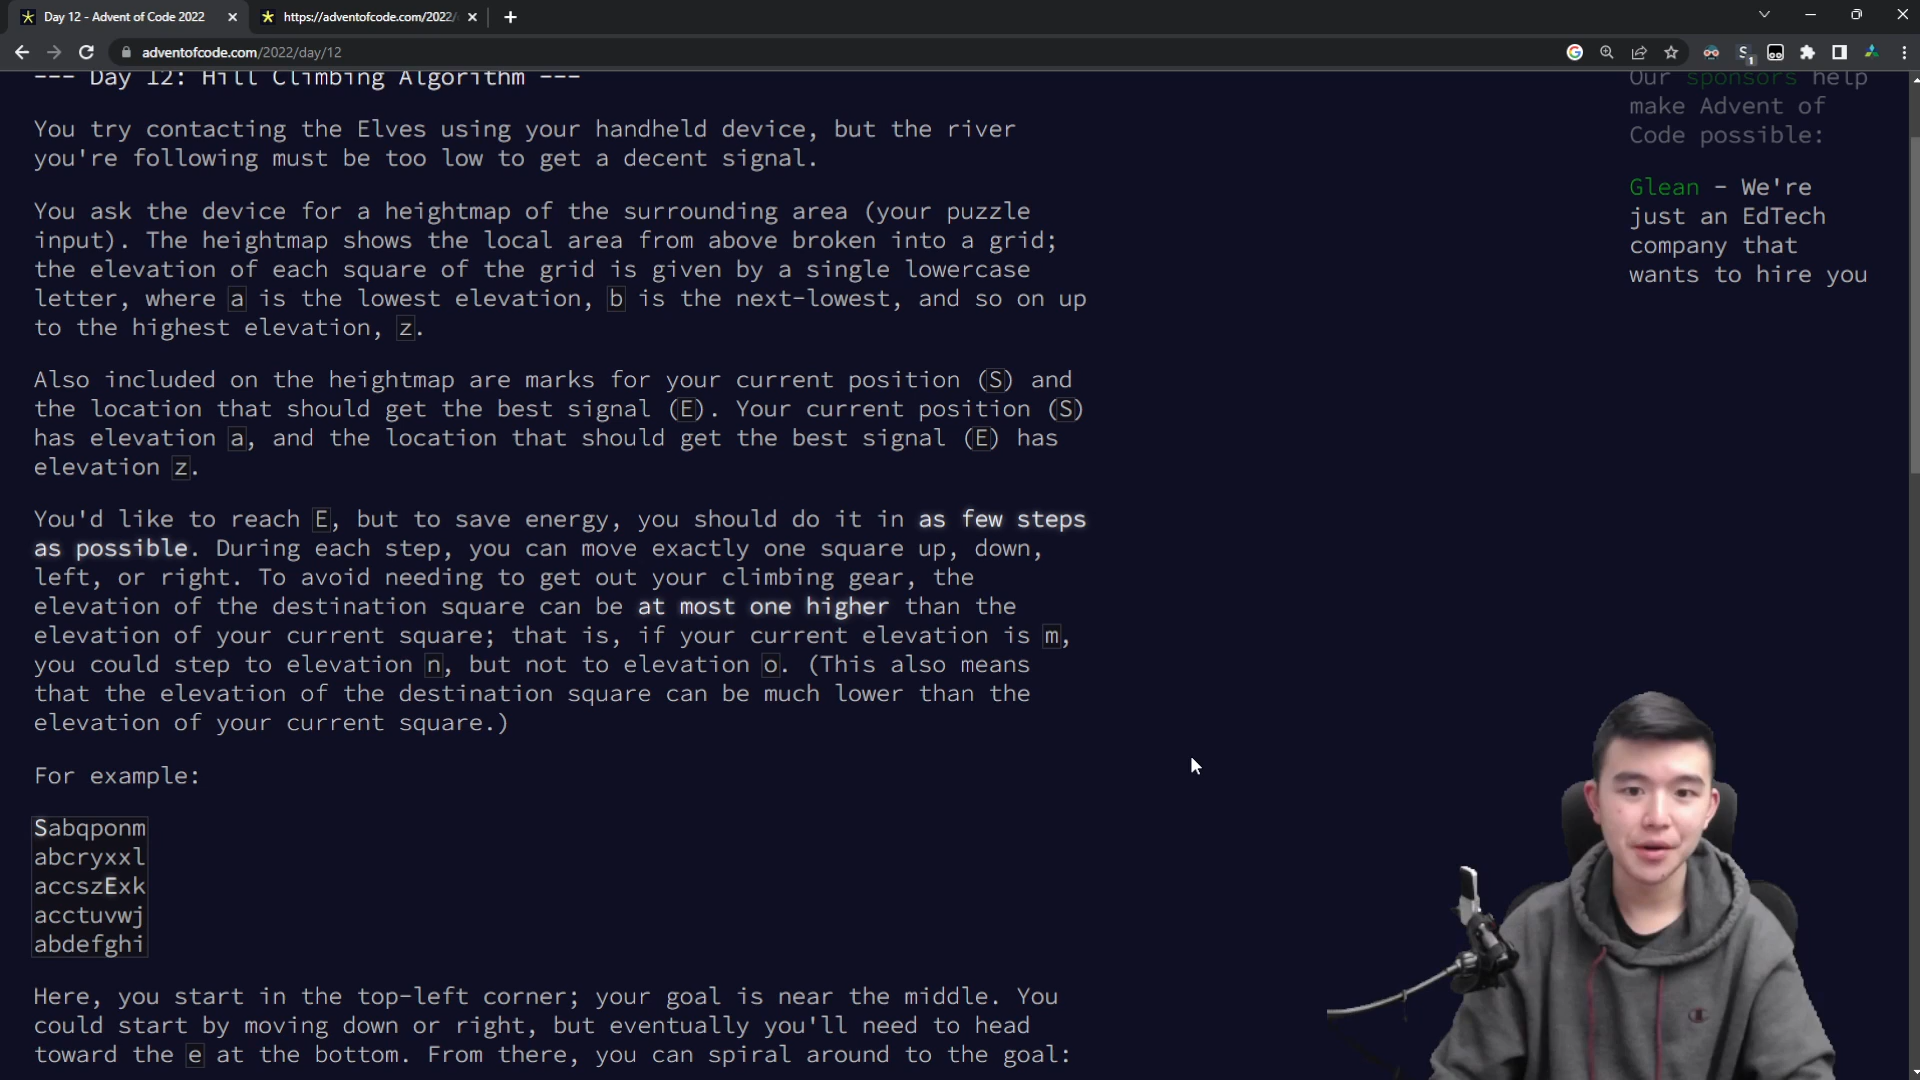 Day 12 - Advent of Code 2022
https://adventofcode.com/2022/
adventofcode.com/2022/day/12
--- Day 12: Hill Climbing Algorithm ---
You try contacting the Elves using your handheld device, but the river
you're following must be too low to get a decent signal.
You ask the device for a heightmap of the surrounding area (your puzzle
input). The heightmap shows the local area from above broken into a grid;
the elevation of each square of the grid is given by a single lowercase
letter, where a is the lowest elevation, b is the next-lowest, and so on up
to the highest elevation, z.
Also included on the heightmap are marks for your current position (S) and
the location that should get the best signal (E). Your current position (S)
has elevation a, and the location that should get the best signal (E) has
elevation z.
You'd like to reach E, but to save energy, you should do it in as few steps
as possible. During each step, you can move exactly one square up, down,
left, or right. To avoid needing to get out your climbing gear, the
elevation of the destination square can be at most one higher than the
elevation of your current square; that is, if your current elevation is m,
you could step to elevation n, but not to elevation o. (This also means
that the elevation of the destination square can be much lower than the
elevation of your current square.)
For example:
Sabqponm
abcryxxl
accszExk
acctuvwj
abdefghi
Here, you start in the top-left corner; your goal is near the middle. You
could start by moving down or right, but eventually you'll need to head
toward the e at the bottom. From there, you can spiral around to the goal:
Our sponsors help
make Advent of
Code possible:
Glean - We're
just an EdTech
company that
wants to hire you